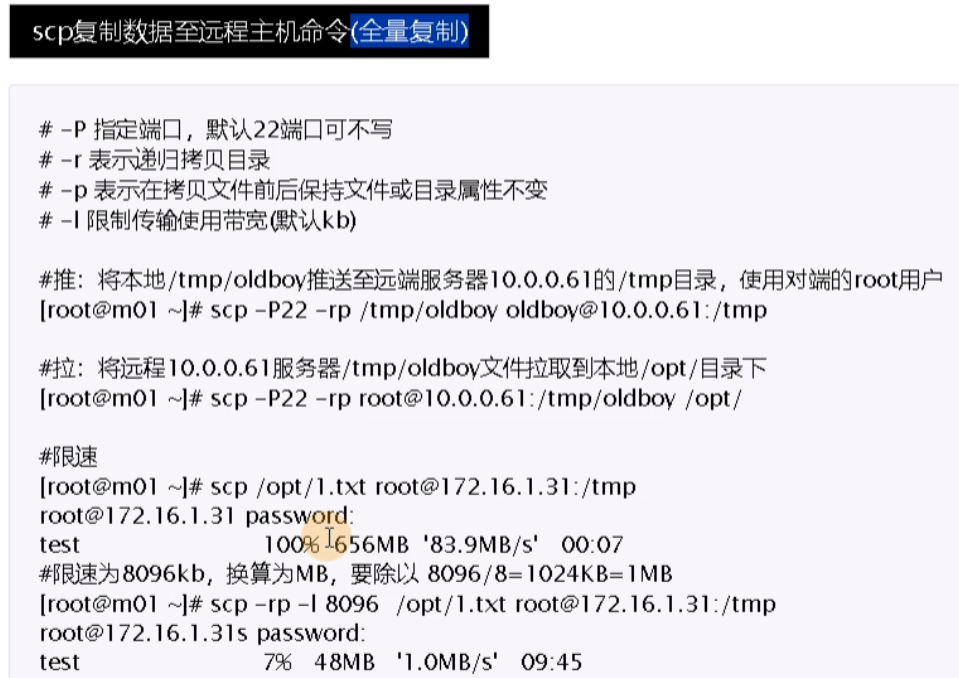 scp复制数据至远程主机命令(全量复制)
# -P 指定端口，默认22端口可不写
# -r 表示递归拷贝目录
# -p 表示在拷贝文件前后保持文件或目录属性不变
# -l 限制传输使用带宽(默认kb)
#推：将本地/tmp/oldboy推送至远端服务器10.0.0.61的/tmp目录，使用对端的root用户
[root@m01 ~]# scp -P22 -rp /tmp/oldboy oldboy@10.0.0.61:/tmp
#拉：将远程10.0.0.61服务器/tmp/oldboy文件拉取到本地/opt/目录下
[root@m01 ~]# scp -P22 -rp root@10.0.0.61:/tmp/oldboy /opt/
#限速
[root@m01 ~]# scp /opt/1.txt root@172.16.1.31:/tmp
root@172.16.1.31 password:
test 100% 656MB '83.9MB/s' 00:07
#限速为8096kb，换算为MB，要除以 8096/8=1024KB=1MB
[root@m01 ~]# scp -rp -l 8096 /opt/1.txt root@172.16.1.31:/tmp
root@172.16.1.31s password:
test 7% 48MB '1.0MB/s' 09:45